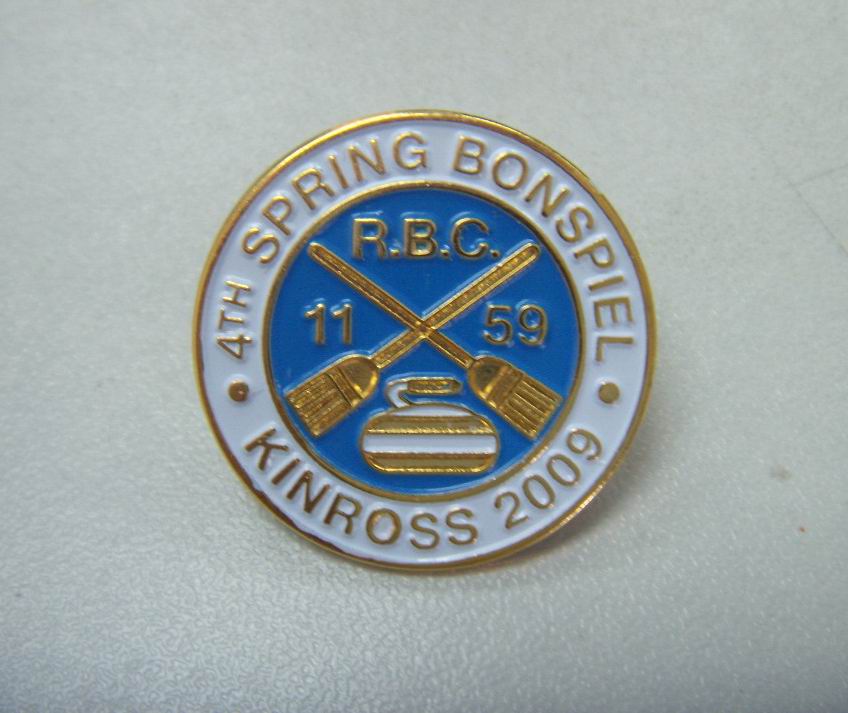 4TH SPRING BONSPIEL
R.B.C.
11 59
KINROSS 2009